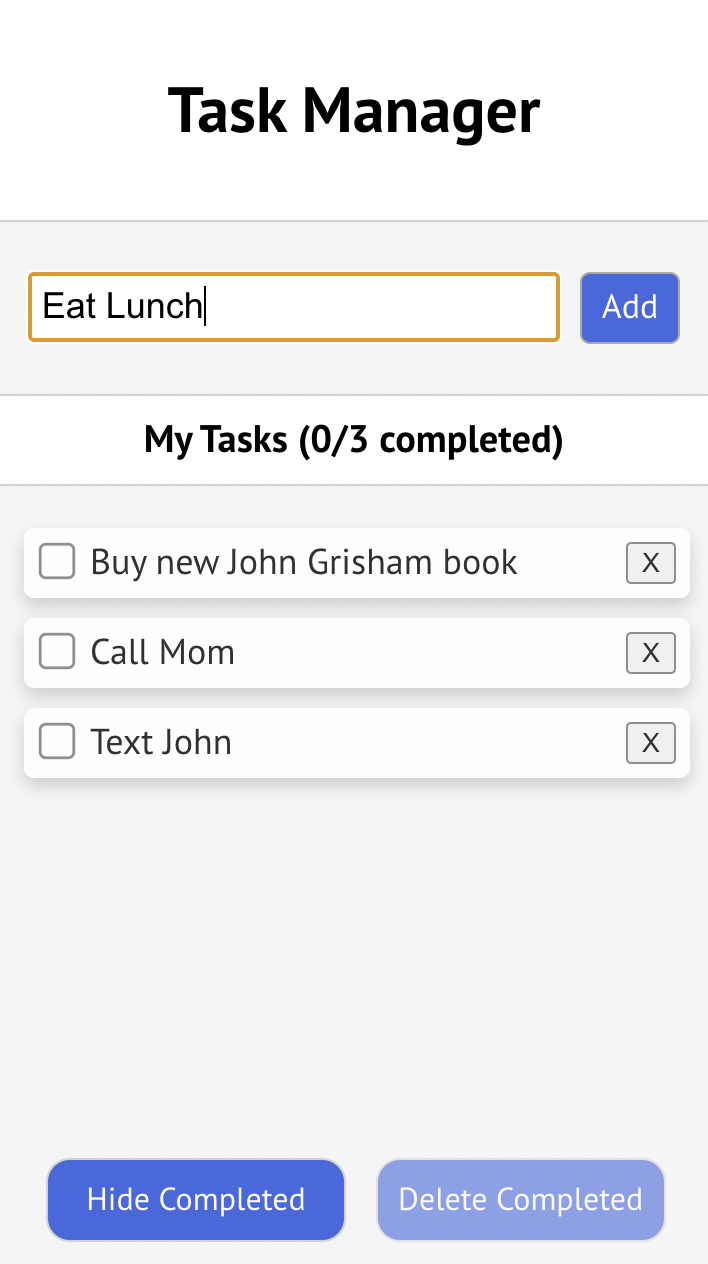 Task Manager
Eat Lunch
Add
My Tasks (0/3 completed)
Buy new John Grisham book X
Call Mom X
Text John X
Hide Completed
Delete Completed